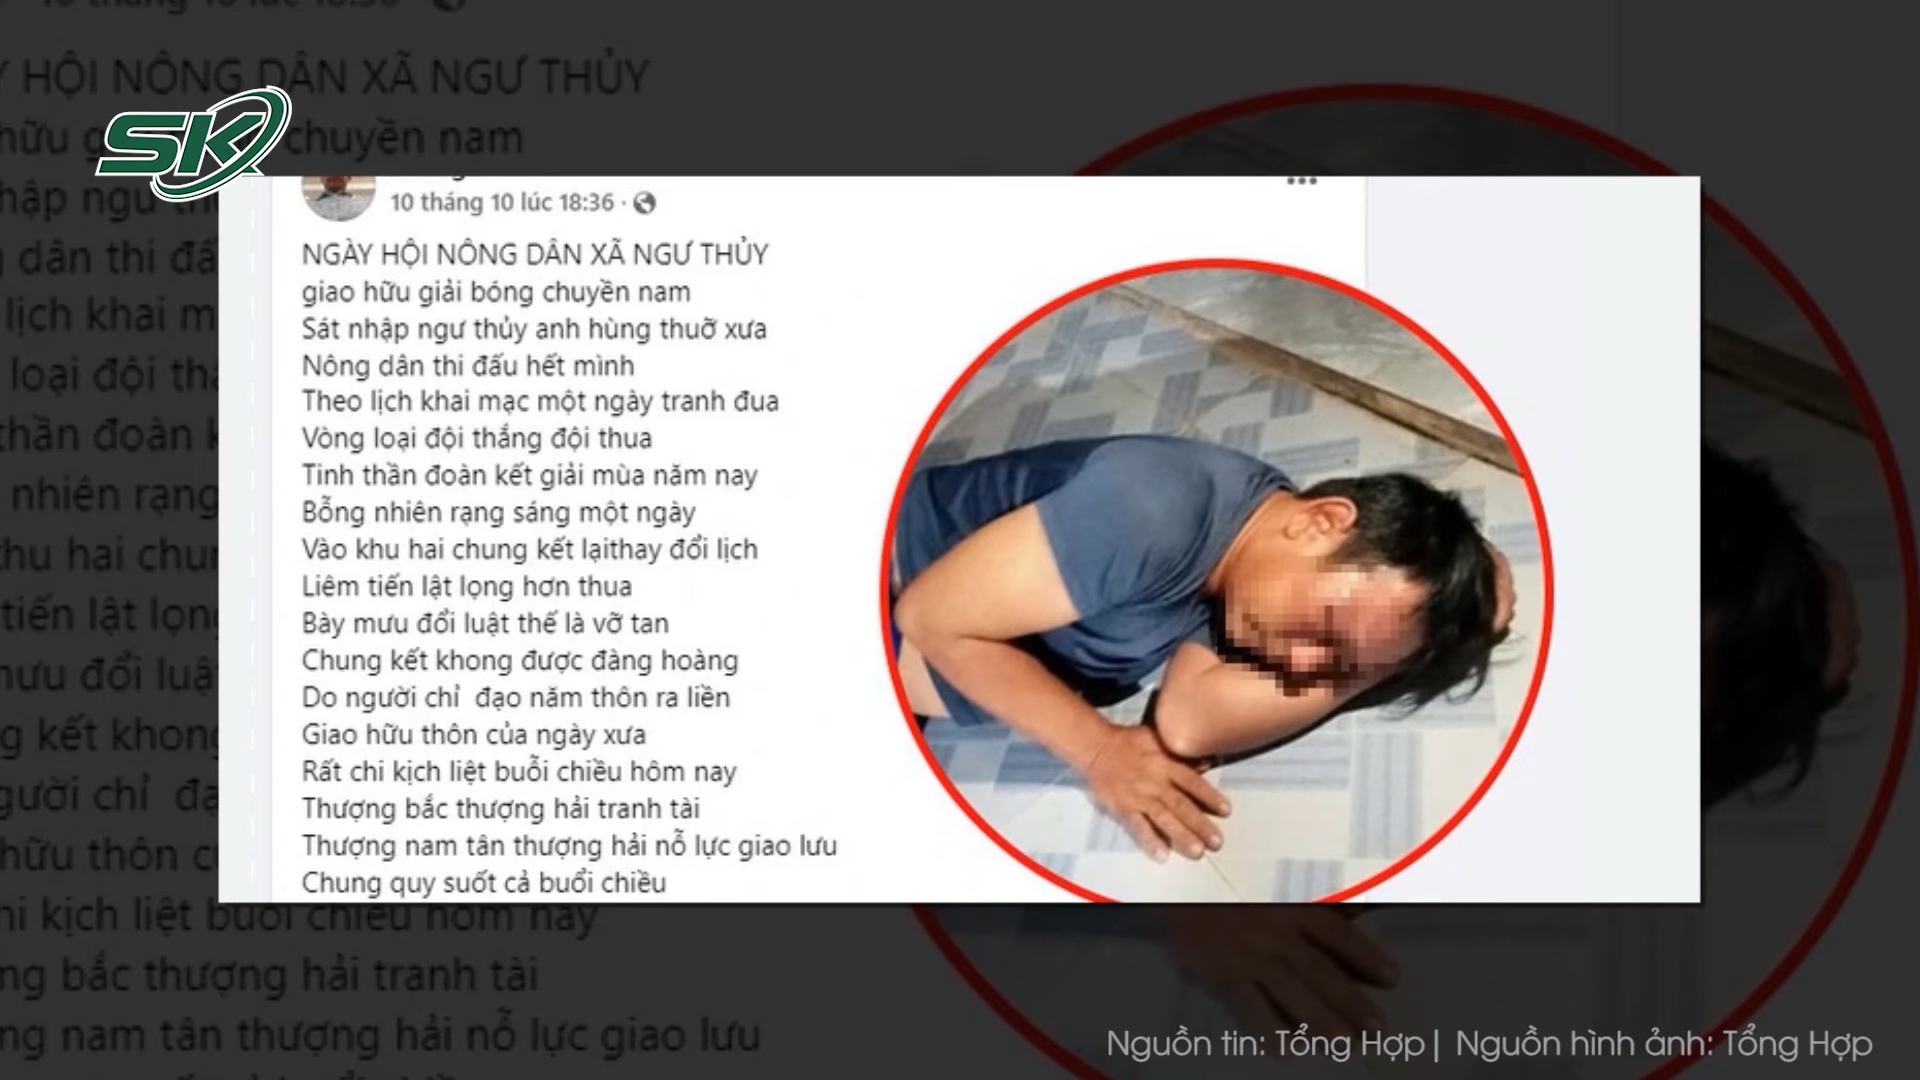 SK
10 tháng 10 lúc 18:36 ·
NGÀY HỘI NÔNG DÂN XÃ NGƯ THỦY
giao hữu giải bóng chuyền nam
Sát nhập ngư thủy anh hùng thuỡ xưa
Nông dân thi đấu hết mình
Theo lịch khai mạc một ngày tranh đua
Vòng loại đội thắng đội thua
Tinh thần đoàn kết giải mùa năm nay
Bỗng nhiên rạng sáng một ngày
Vào khu hai chung kết lạithay đổi lịch
Liêm tiến lật lọng hơn thua
Bày mưu đổi luật thế là vỡ tan
Chung kết khong được đàng hoàng
Do người chỉ  đạo năm thôn ra liền
Giao hữu thôn của ngày xưa
Rất chi kịch liệt buỗi chiều hôm nay
Thượng bắc thượng hải tranh tài
Thượng nam tân thượng hải nỗ lực giao lưu
Chung quy suốt cả buổi chiều
Nguồn tin: Tổng Hợp | Nguồn hình ảnh: Tổng Hợp